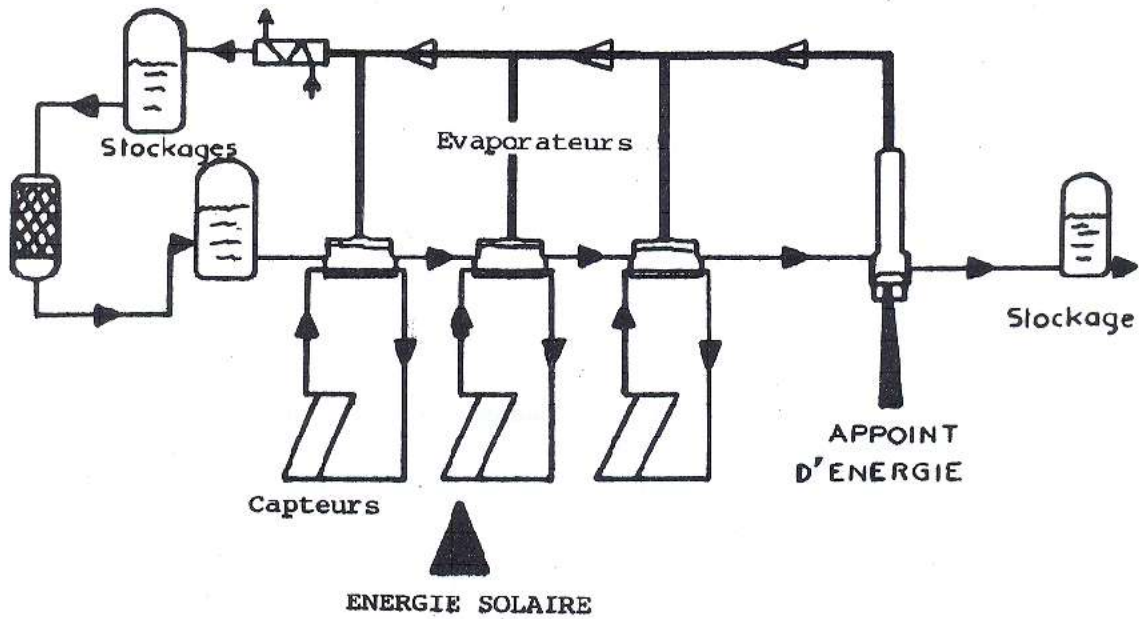 Stockages
Evaporateurs
Stockage
APPOINT
D'ENERGIE
Capteurs
ENERGIE SOLAIRE